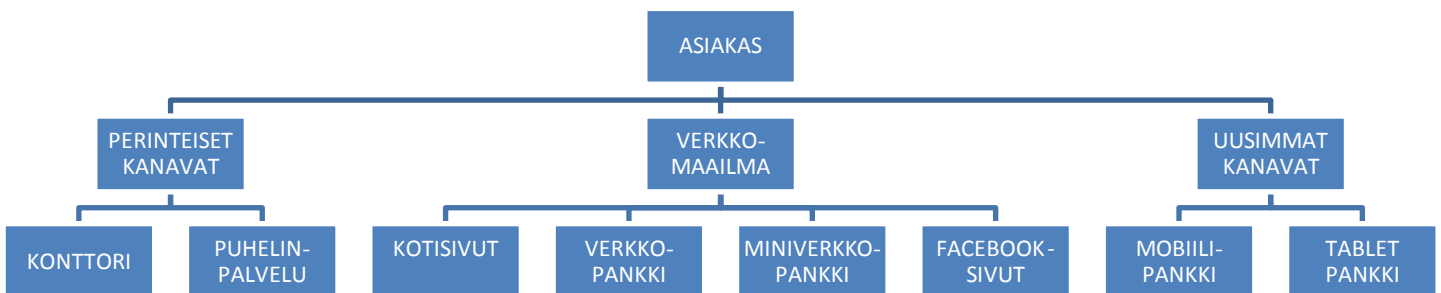 ASIAKAS
PERINTEISET
KANAVAT
VERKKO-
MAAILMA
UUSIMMAT
KANAVAT
KONTTORI
PUHELIN-
PALVELU
KOTISIVUT
VERKKO-
PANKKI
MINIVERKKO-
PANKKI
FACEBOOK-
SIVUT
MOBIILI-
PANKKI
TABLET
PANKKI